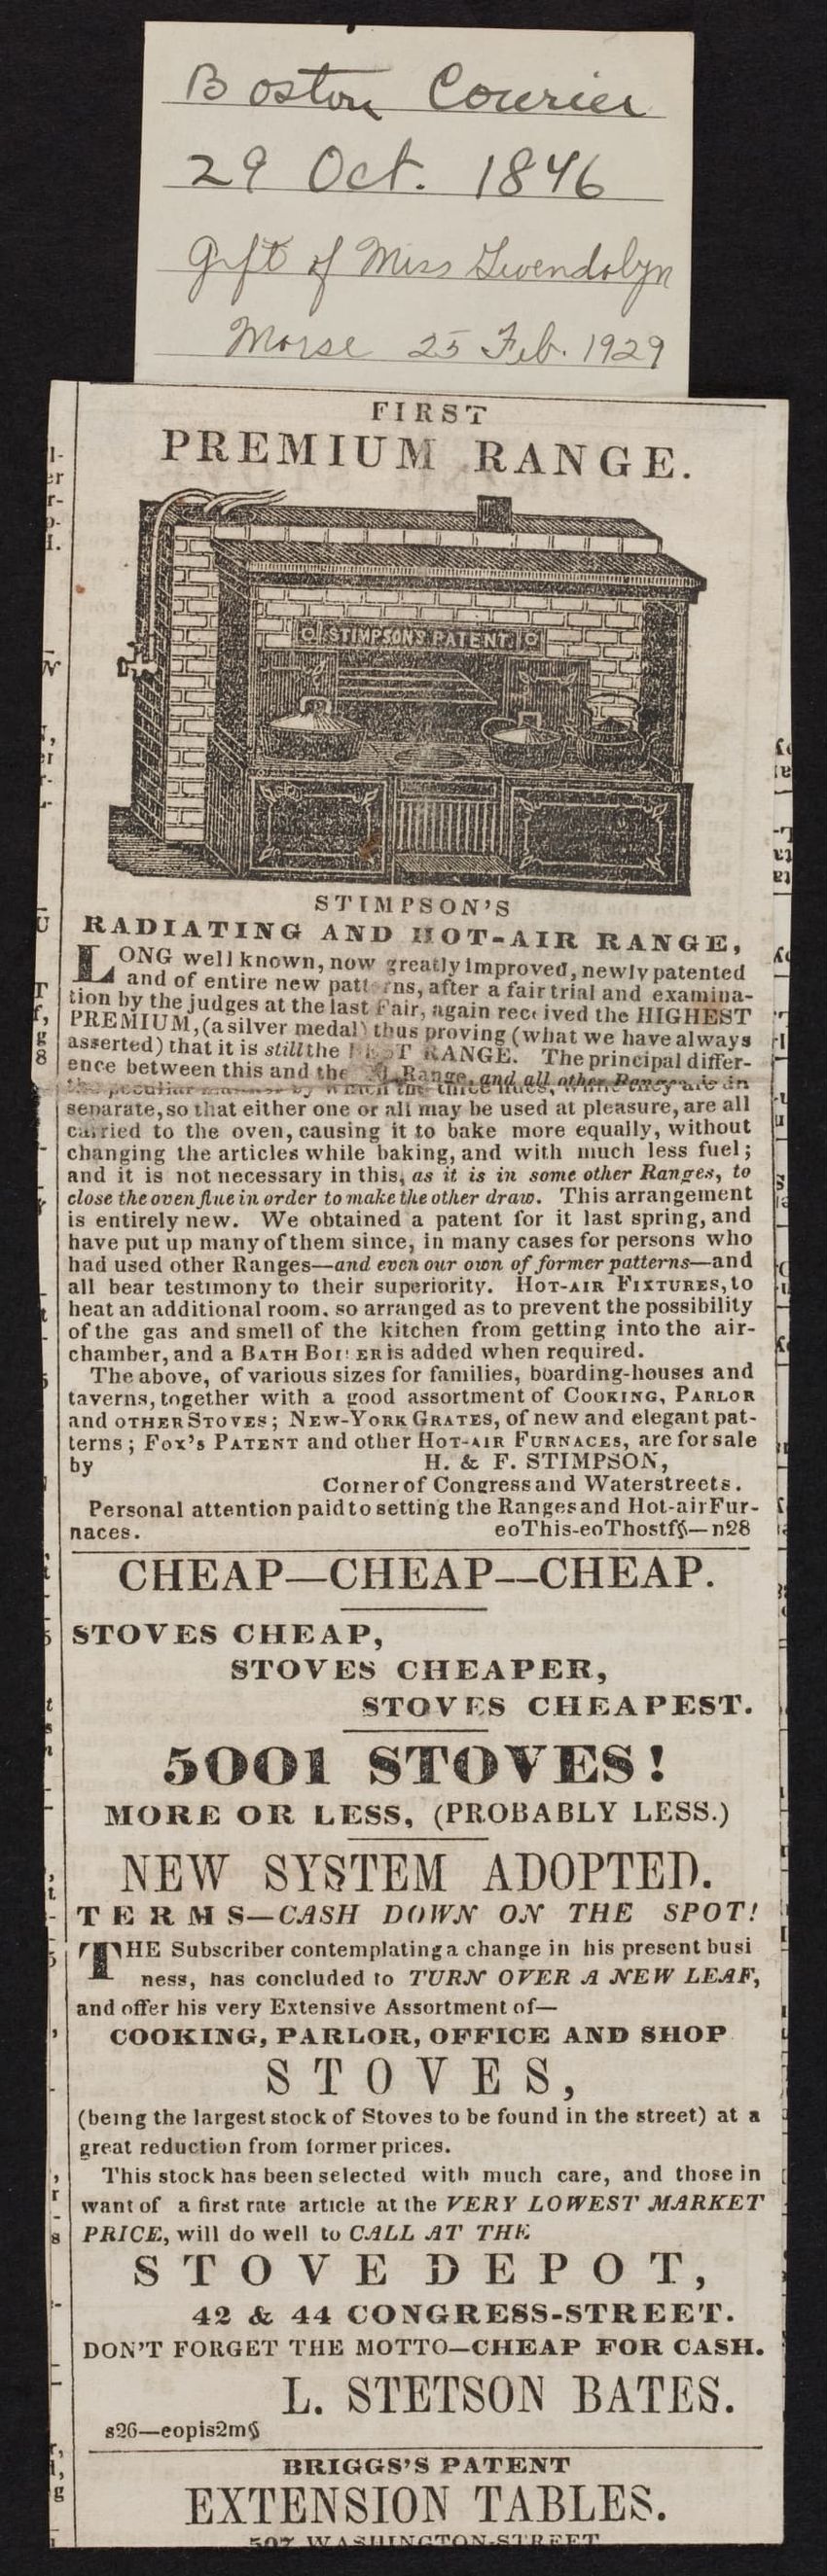 Boston Courier
29 Oct. 1846
Gift of Miss Gwendolyn
Morse 25 Feb. 1929
FIRST
PREMIUM RANGE.
STIMPSON'S PATENT.
STIMPSON'S
RADIATING AND HOT-AIR RANGE,
LONG well known, now greatly improved, newly patented
and of entire new patterns, after a fair trial and examina-
tion by the judges at the last Fair, again received the HIGHEST
PREMIUM, (a silver medal) thus proving (what we have always
asserted) that it is still the BEST RANGE. The principal differ-
ence between this and the Range, and all other
the peculiar manner by which the three flues, which
separate, so that either one or all may be used at pleasure, are all
carried to the oven, causing it to bake more equally, without
changing the articles while baking, and with much less fuel;
and it is not necessary in this, as it is in some other Ranges, to
close the oven flue in order to make the other draw. This arrangement
is entirely new. We obtained a patent for it last spring, and
have put up many of them since, in many cases for persons who
had used other Ranges—and even our own of former patterns—and
all bear testimony to their superiority. HOT-AIR FIXTURES, to
heat an additional room, so arranged as to prevent the possibility
of the gas and smell of the kitchen from getting into the air-
chamber, and a BATH BOILER is added when required.
The above, of various sizes for families, boarding-houses and
taverns, together with a good assortment of COOKING, PARLOR
and OTHER STOVES; NEW-YORK GRATES, of new and elegant pat-
terns; FOX'S PATENT and other HOT-AIR FURNACES, are for sale
by H. & F. STIMPSON,
Corner of Congress and Water streets.
Personal attention paid to setting the Ranges and Hot-air Fur-
naces. eoThis-eoThostf§—n28
CHEAP—CHEAP—CHEAP.
STOVES CHEAP,
STOVES CHEAPER,
STOVES CHEAPEST.
5001 STOVES!
MORE OR LESS, (PROBABLY LESS.)
NEW SYSTEM ADOPTED.
TERMS—CASH DOWN ON THE SPOT!
THE Subscriber contemplating a change in his present busi
ness, has concluded to TURN OVER A NEW LEAF,
and offer his very Extensive Assortment of—
COOKING, PARLOR, OFFICE AND SHOP
STOVES,
(being the largest stock of Stoves to be found in the street) at a
great reduction from former prices.
This stock has been selected with much care, and those in
want of a first rate article at the VERY LOWEST MARKET
PRICE, will do well to CALL AT THE
STOVE DEPOT,
42 & 44 CONGRESS-STREET.
DON'T FORGET THE MOTTO—CHEAP FOR CASH.
L. STETSON BATES.
s26—eopis2m§
BRIGGS'S PATENT
EXTENSION TABLES.
507 WASHINGTON-STREET